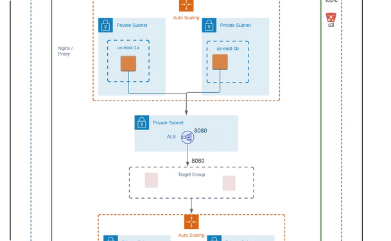 Auto Scaling
Private Subnet
Private Subnet
us-east-1a
us-east-1b
Nginx /
Proxy
s3
Private Subnet
ALB
8080
8080
Target Group
Auto Scaling